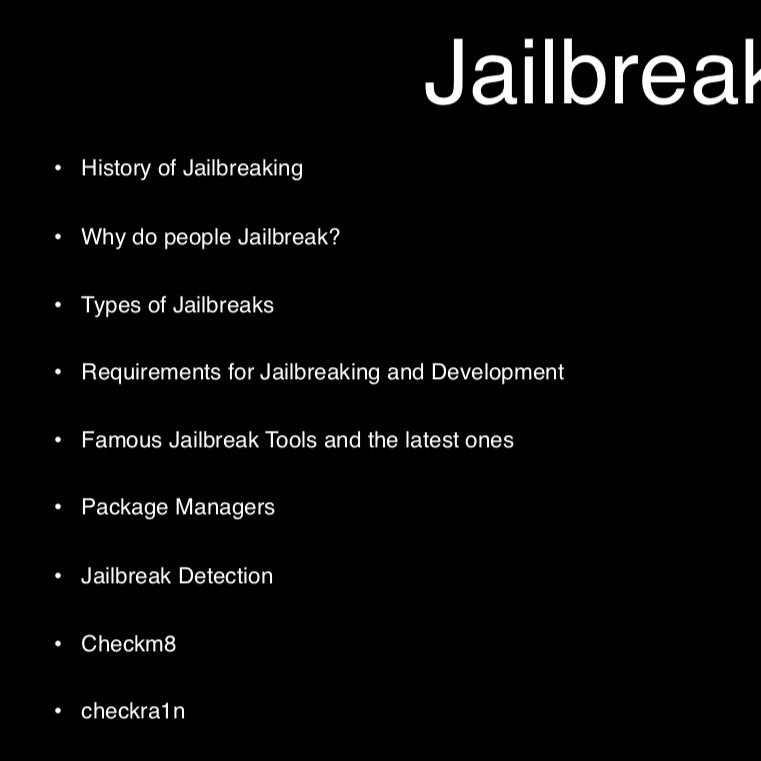 Jailbreak
• History of Jailbreaking
• Why do people Jailbreak?
• Types of Jailbreaks
• Requirements for Jailbreaking and Development
• Famous Jailbreak Tools and the latest ones
• Package Managers
• Jailbreak Detection
• Checkm8
• checkra1n